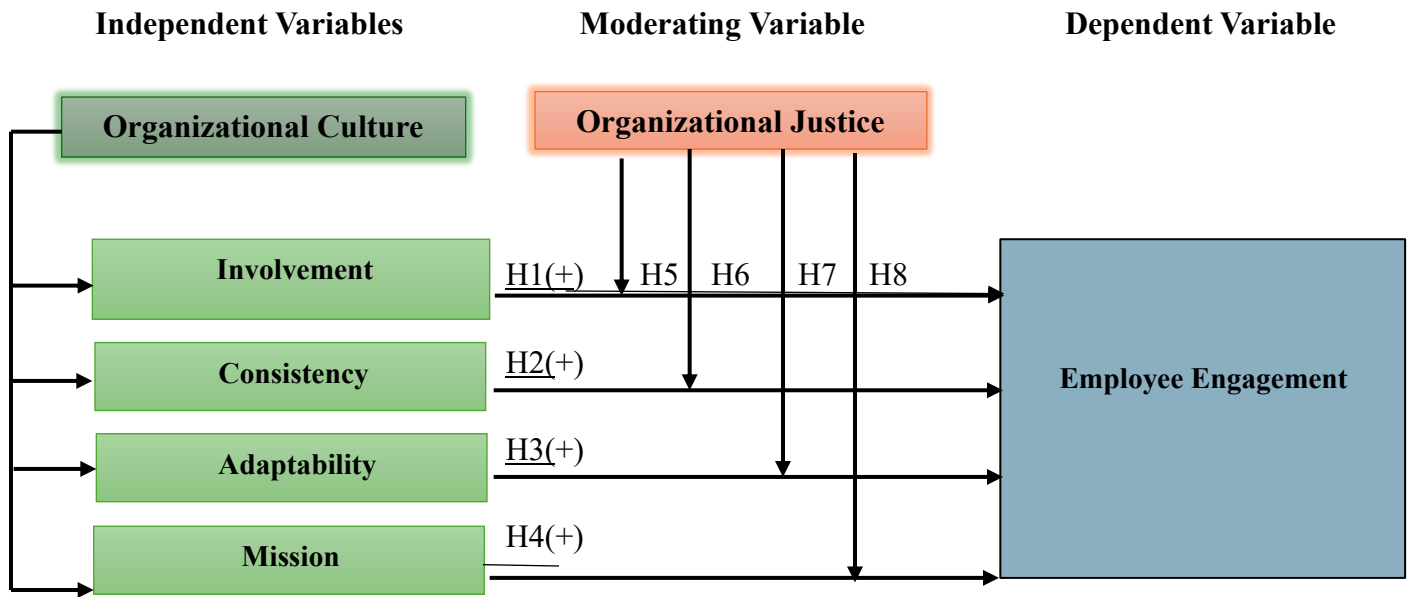 Independent Variables Moderating Variable Dependent Variable
Organizational Culture Organizational Justice
Involvement H1(+) H5 H6 H7 H8
Consistency H2(+) Employee Engagement
Adaptability H3(+)
Mission H4(+)